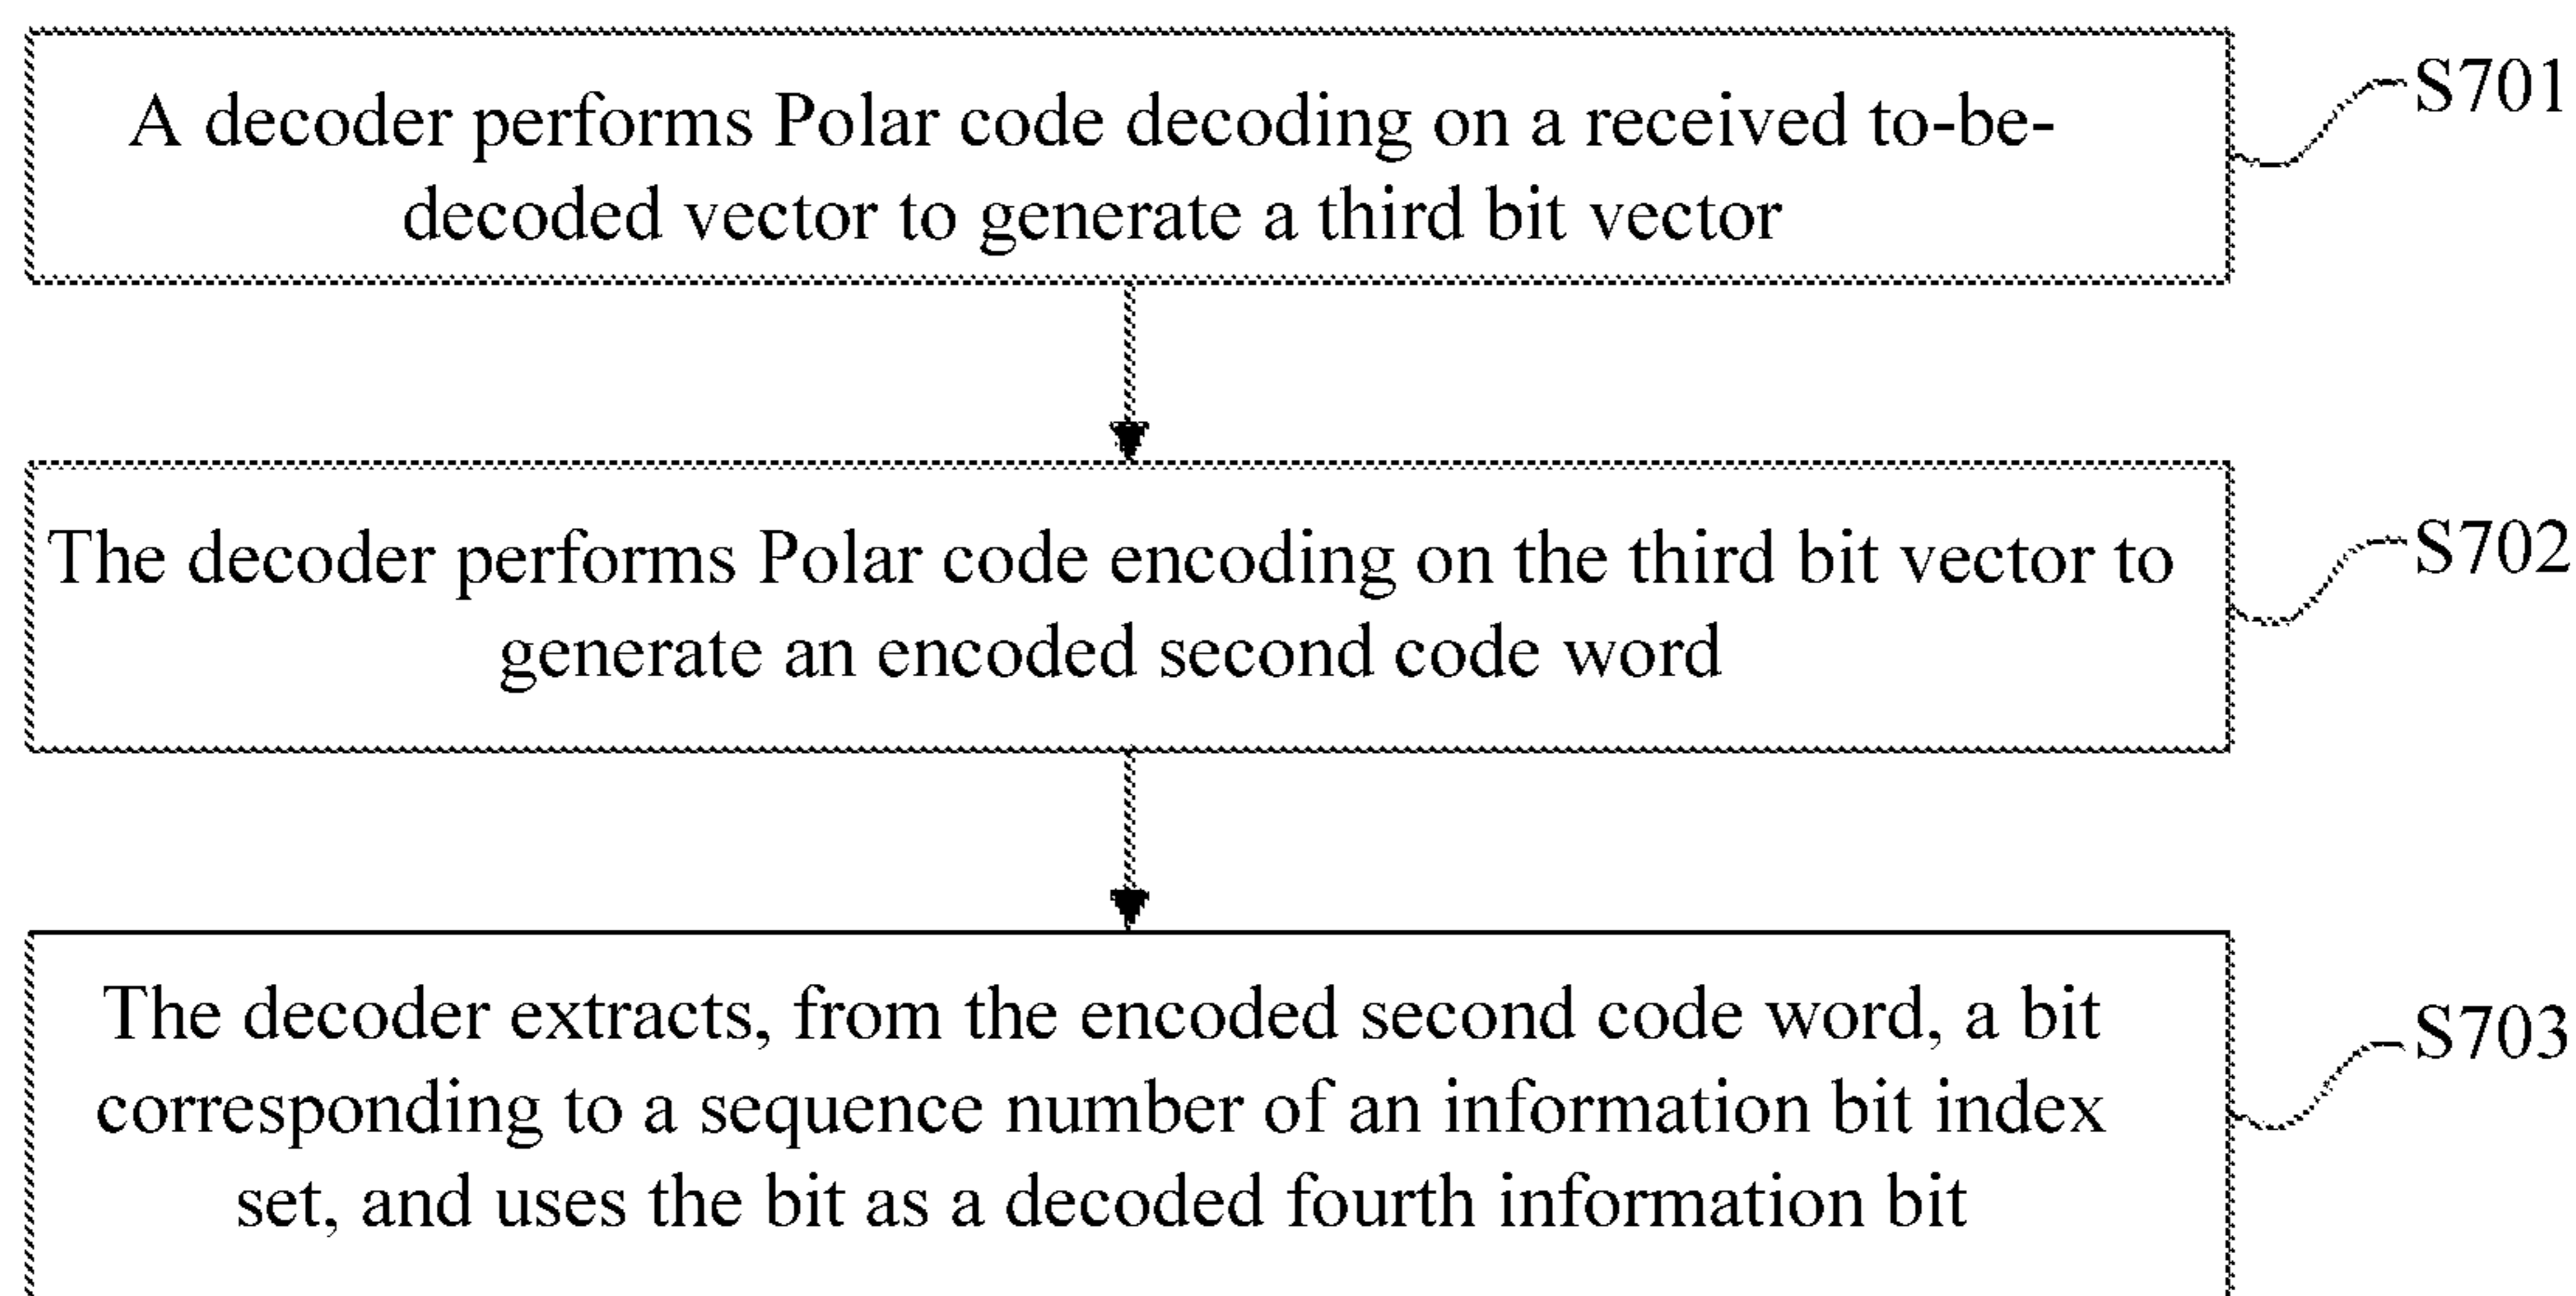 A decoder performs Polar code decoding on a received to-be-
decoded vector to generate a third bit vector
S701
The decoder performs Polar code encoding on the third bit vector to
generate an encoded second code word
S702
The decoder extracts, from the encoded second code word, a bit
corresponding to a sequence number of an information bit index
set, and uses the bit as a decoded fourth information bit
S703